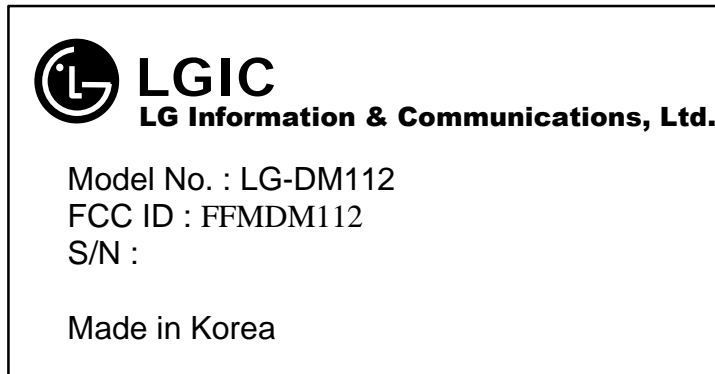 LGIC
LG Information & Communications, Ltd.
Model No. : LG-DM112
FCC ID : FFMDM112
S/N :
Made in Korea